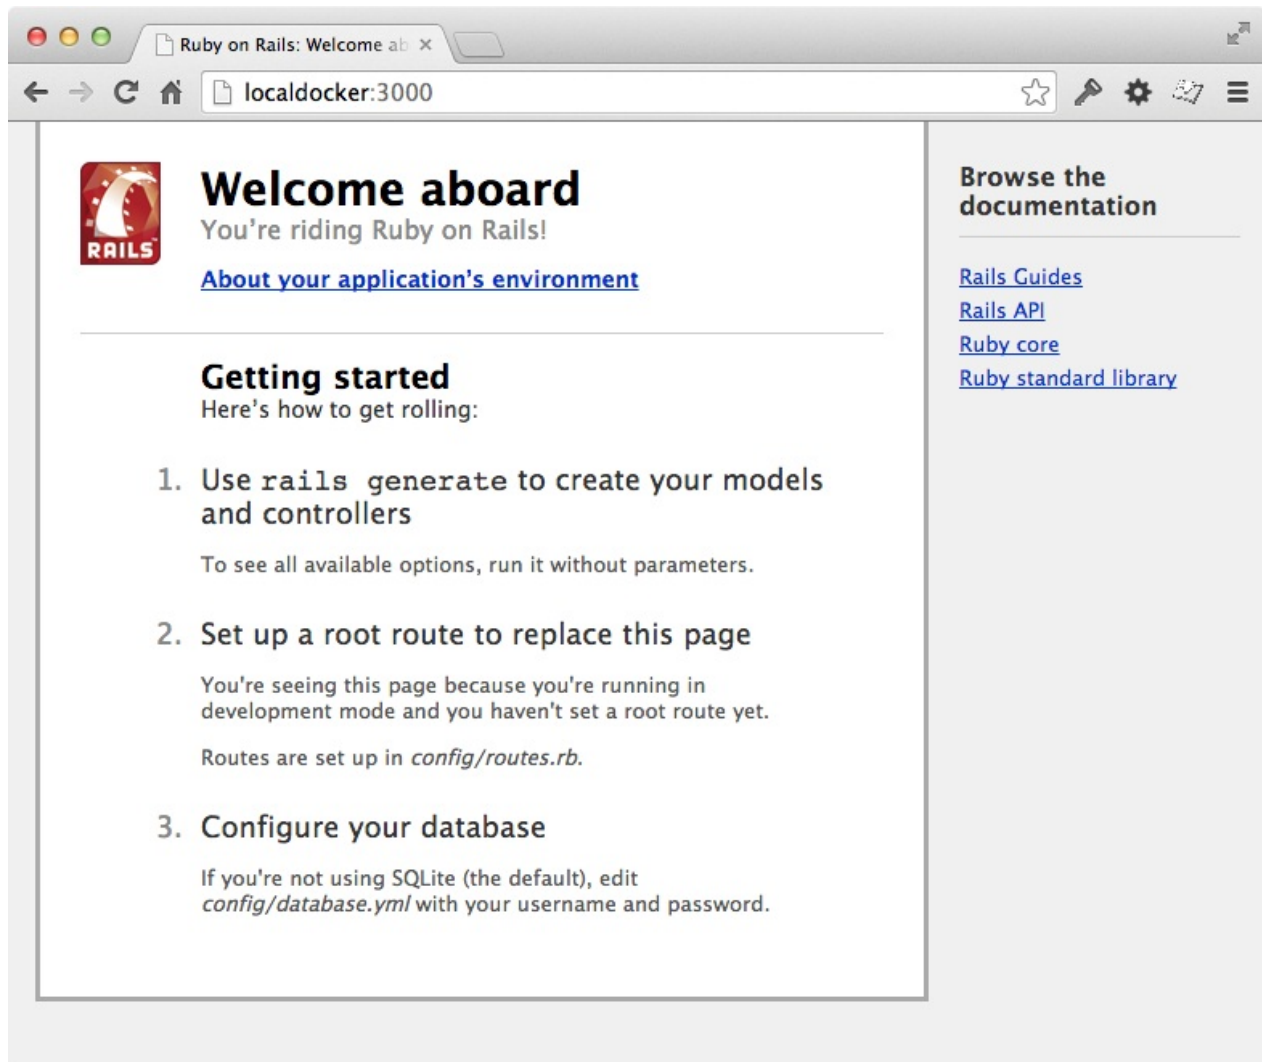 Ruby on Rails: Welcome ab
localdocker:3000
RAILS
Welcome aboard
You’re riding Ruby on Rails!
About your application’s environment
Getting started
Here’s how to get rolling:
1. Use rails generate to create your models
and controllers
To see all available options, run it without parameters.
2. Set up a root route to replace this page
You're seeing this page because you're running in
development mode and you haven't set a root route yet.
Routes are set up in config/routes.rb.
3. Configure your database
If you're not using SQLite (the default), edit
config/database.yml with your username and password.
Browse the
documentation
Rails Guides
Rails API
Ruby core
Ruby standard library